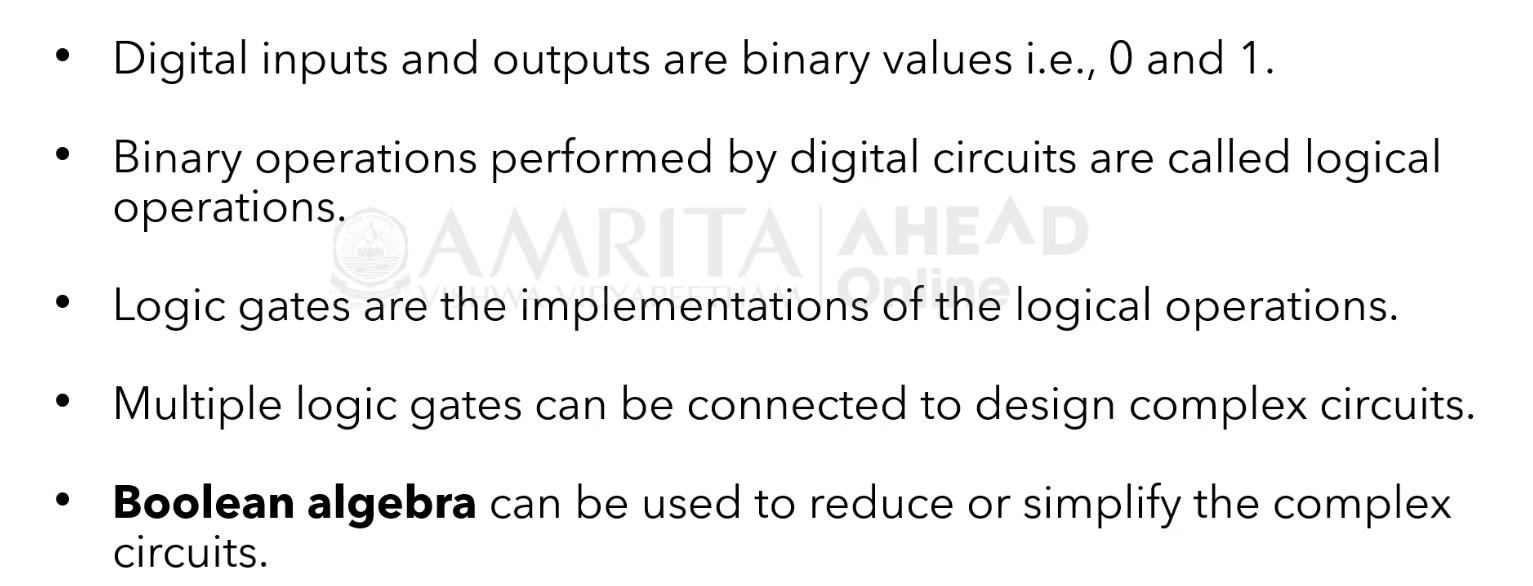 • Digital inputs and outputs are binary values i.e., 0 and 1.
• Binary operations performed by digital circuits are called logical
operations.
AMRITA AHEAD
VISHWA VIDYAPEETHAM Online
• Logic gates are the implementations of the logical operations.
• Multiple logic gates can be connected to design complex circuits.
• Boolean algebra can be used to reduce or simplify the complex
circuits.